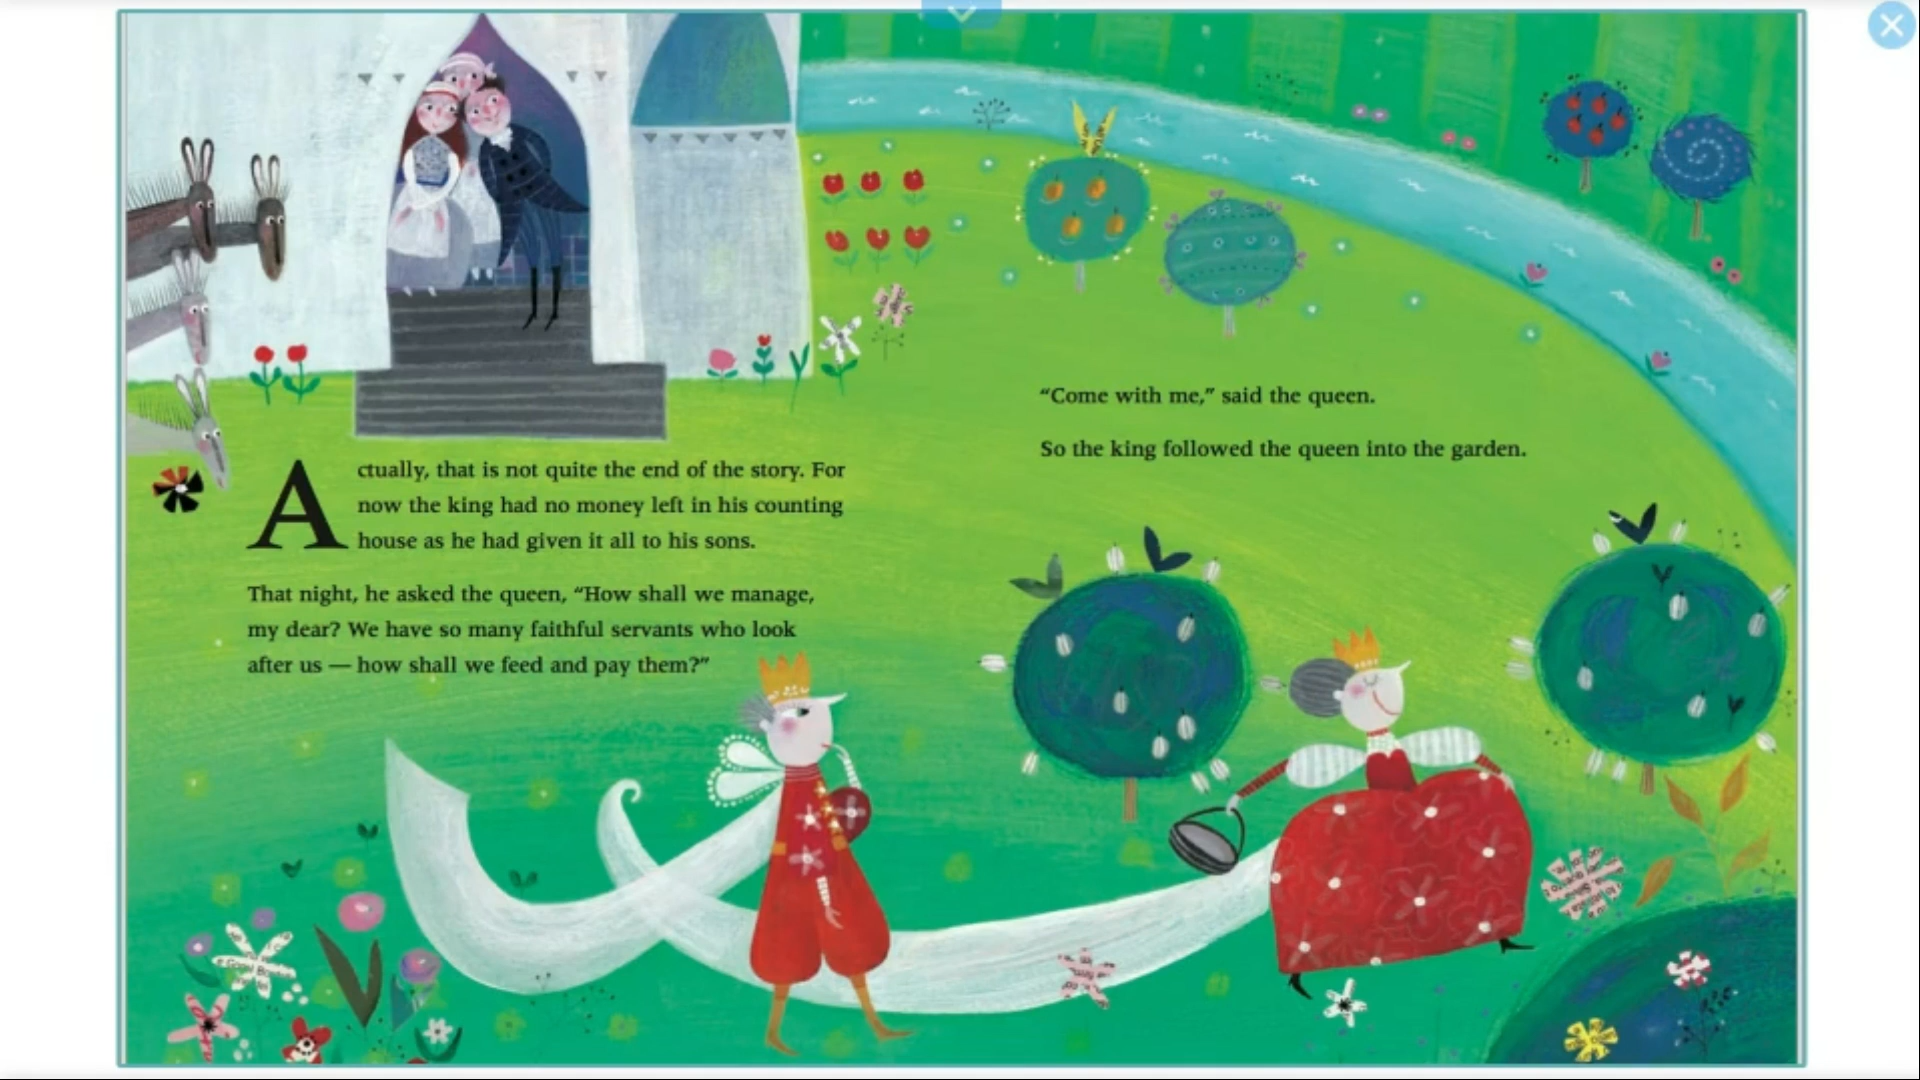 Actually, that is not quite the end of the story. For
now the king had no money left in his counting
house as he had given it all to his sons.
That night, he asked the queen, “How shall we manage,
my dear? We have so many faithful servants who look
after us — how shall we feed and pay them?”
“Come with me,” said the queen.
So the king followed the queen into the garden.